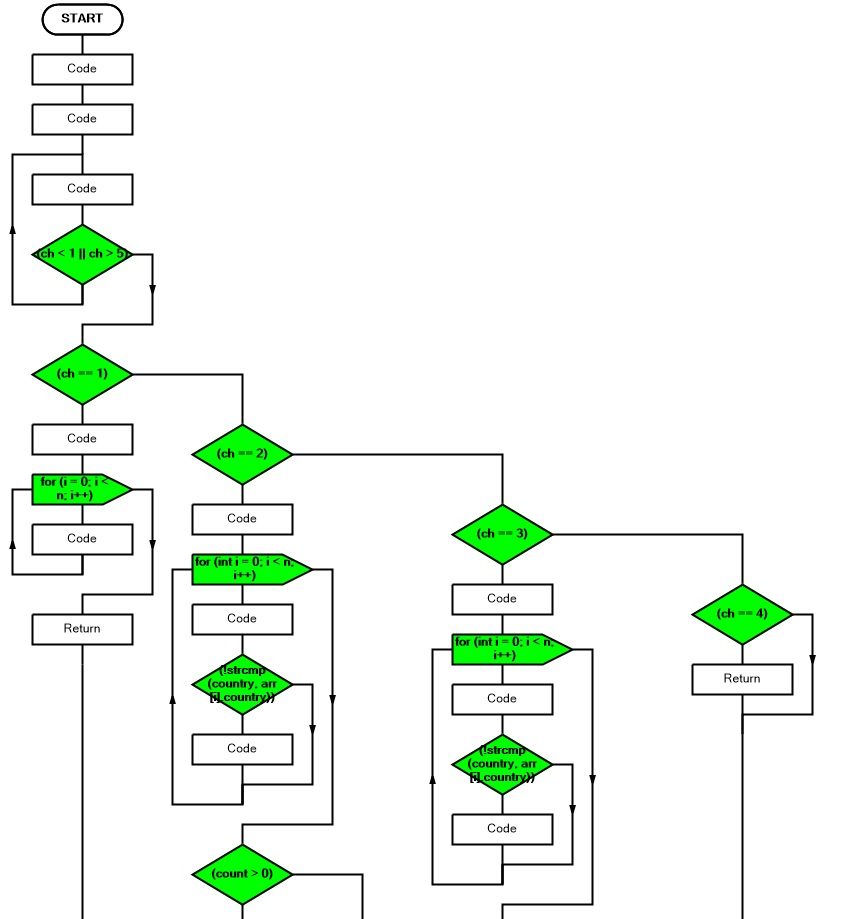 START
Code
Code
Code
(ch < 1 || ch > 5)
(ch == 1)
Code
for (i = 0; i <
n; i++)
Code
Return
(ch == 2)
Code
for (int i = 0; i < n;
i++)
Code
(!strcmp
(country, arr
[i].country))
Code
(count > 0)
(ch == 3)
Code
for (int i = 0; i < n;
i++)
Code
(!strcmp
(country, arr
[i].country))
Code
(ch == 4)
Return